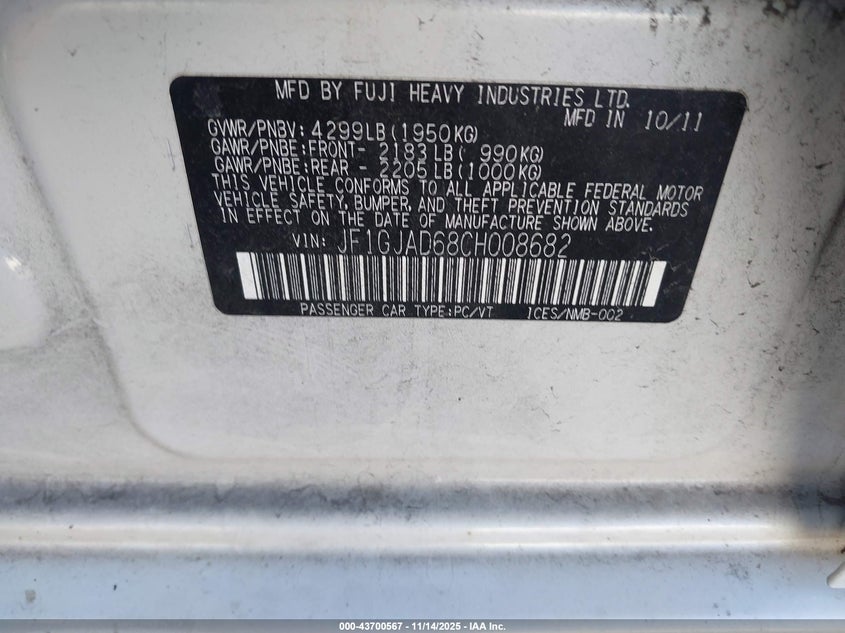 MFD BY FUJI HEAVY INDUSTRIES LTD.
MFD IN 10/11
GVWR/PNBV: 4299LB (1950KG)
GAWR/PNBE:FRONT- 2183LB( 990KG)
GAWR/PNBE:REAR - 2205LB(1000KG)
THIS VEHICLE CONFORMS TO ALL APPLICABLE FEDERAL MOTOR
VEHICLE SAFETY, BUMPER, AND THEFT PREVENTION STANDARDS
IN EFFECT ON THE DATE OF MANUFACTURE SHOWN ABOVE.
VIN: JF1GJAD68CH008682
PASSENGER CAR TYPE:PC/VT ICES/NMB-002
000-43700567 - 11/14/2025 - IAA Inc.